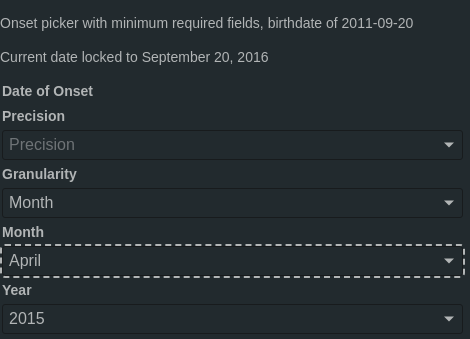 Onset picker with minimum required fields, birthdate of 2011-09-20
Current date locked to September 20, 2016
Date of Onset
Precision
Precision
Granularity
Month
Month
April
Year
2015